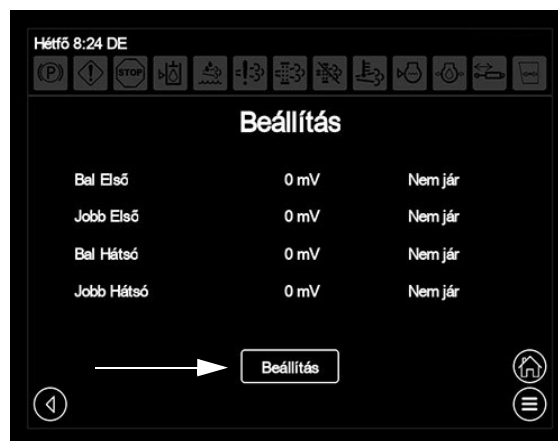 Hétfő 8:24 DE
STOP
Beállítás
Bal Első 0 mV Nem jár
Jobb Első 0 mV Nem jár
Bal Hátsó 0 mV Nem jár
Jobb Hátsó 0 mV Nem jár
Beállítás